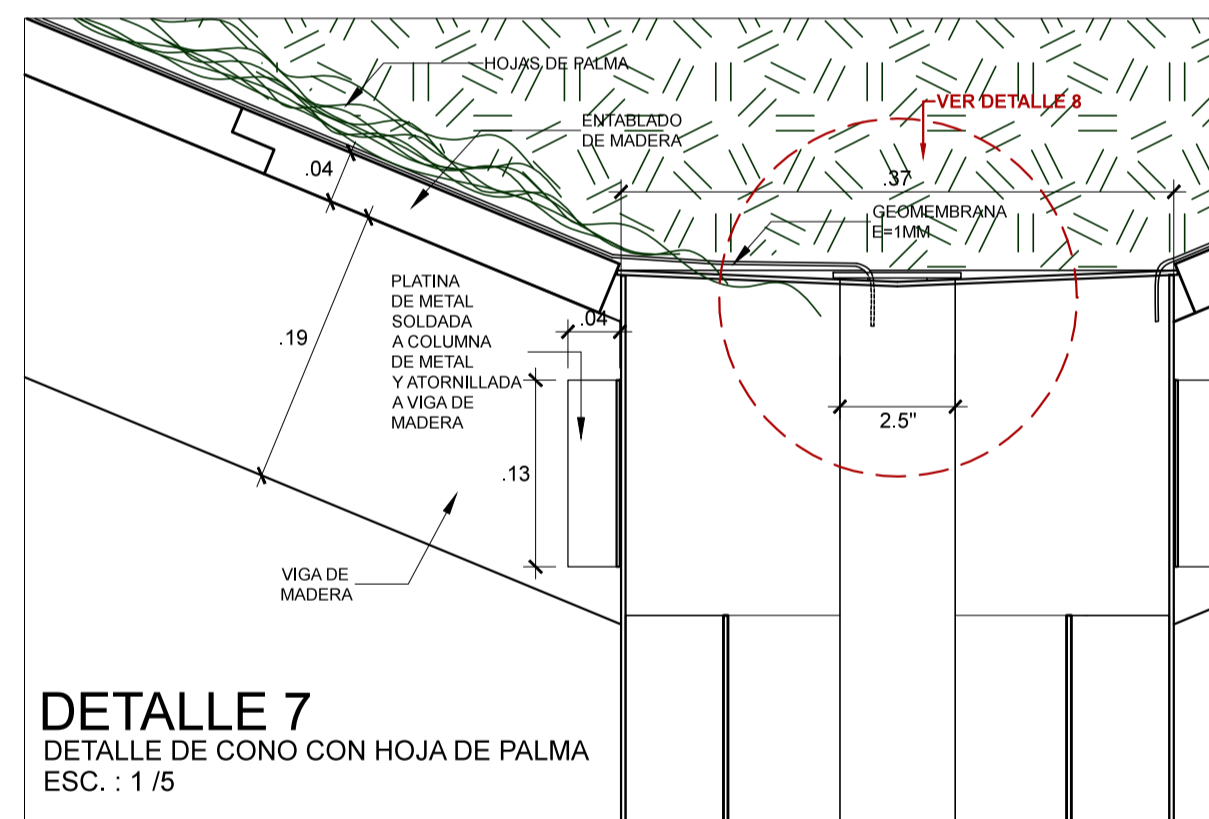 HOJAS DE PALMA
VER DETALLE 8
ENTABLADO
DE MADERA
.04
.37
GEOMEMBRANA
E=1MM
PLATINA
DE METAL
SOLDADA
A COLUMNA
DE METAL
Y ATORNILLADA
A VIGA DE
MADERA
.04
.19
2.5"
.13
VIGA DE
MADERA
DETALLE 7
DETALLE DE CONO CON HOJA DE PALMA
ESC. : 1 /5